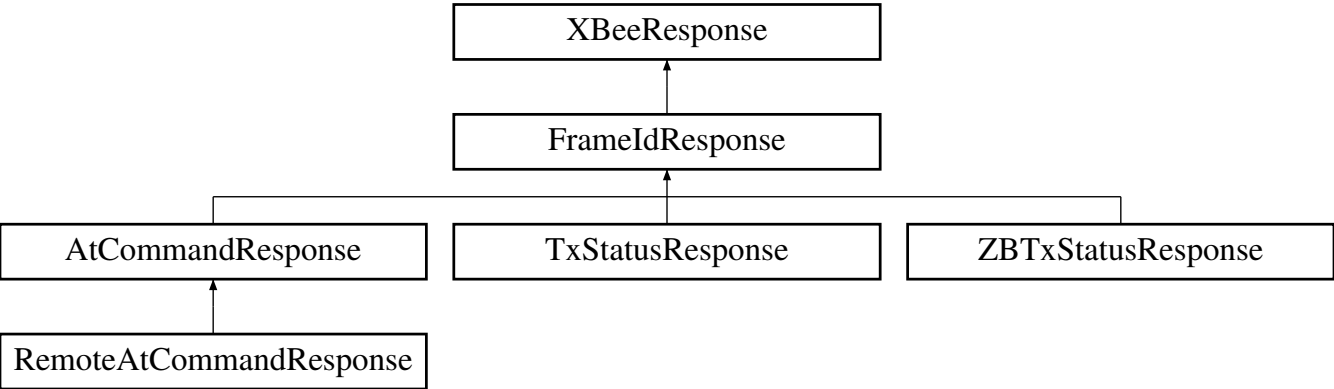 XBeeResponse
FrameIdResponse
AtCommandResponse
TxStatusResponse
ZBTxStatusResponse
RemoteAtCommandResponse